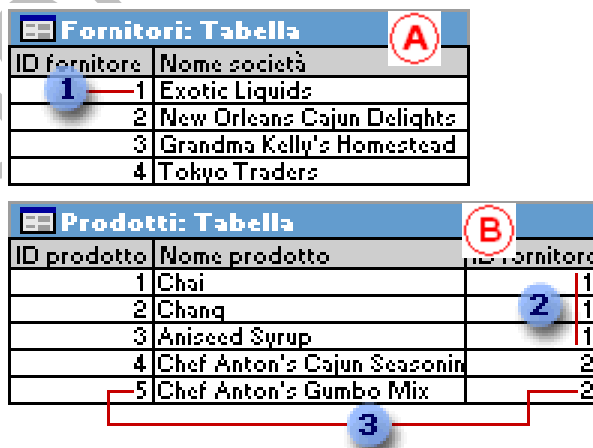 Fornitori: Tabella A
ID fornitore Nome società
1 1 Exotic Liquids
2 New Orleans Cajun Delights
3 Grandma Kelly's Homestead
4 Tokyo Traders
Prodotti: Tabella B
ID prodotto Nome prodotto ID fornitore
1 Chai 1
2 Chang 2 1
3 Aniseed Syrup 1
4 Chef Anton's Cajun Seasonin 2
5 Chef Anton's Gumbo Mix 2
3